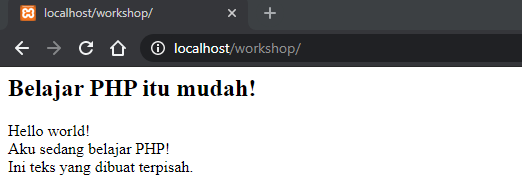 localhost/workshop/
localhost/workshop/
Belajar PHP itu mudah!
Hello world!
Aku sedang belajar PHP!
Ini teks yang dibuat terpisah.